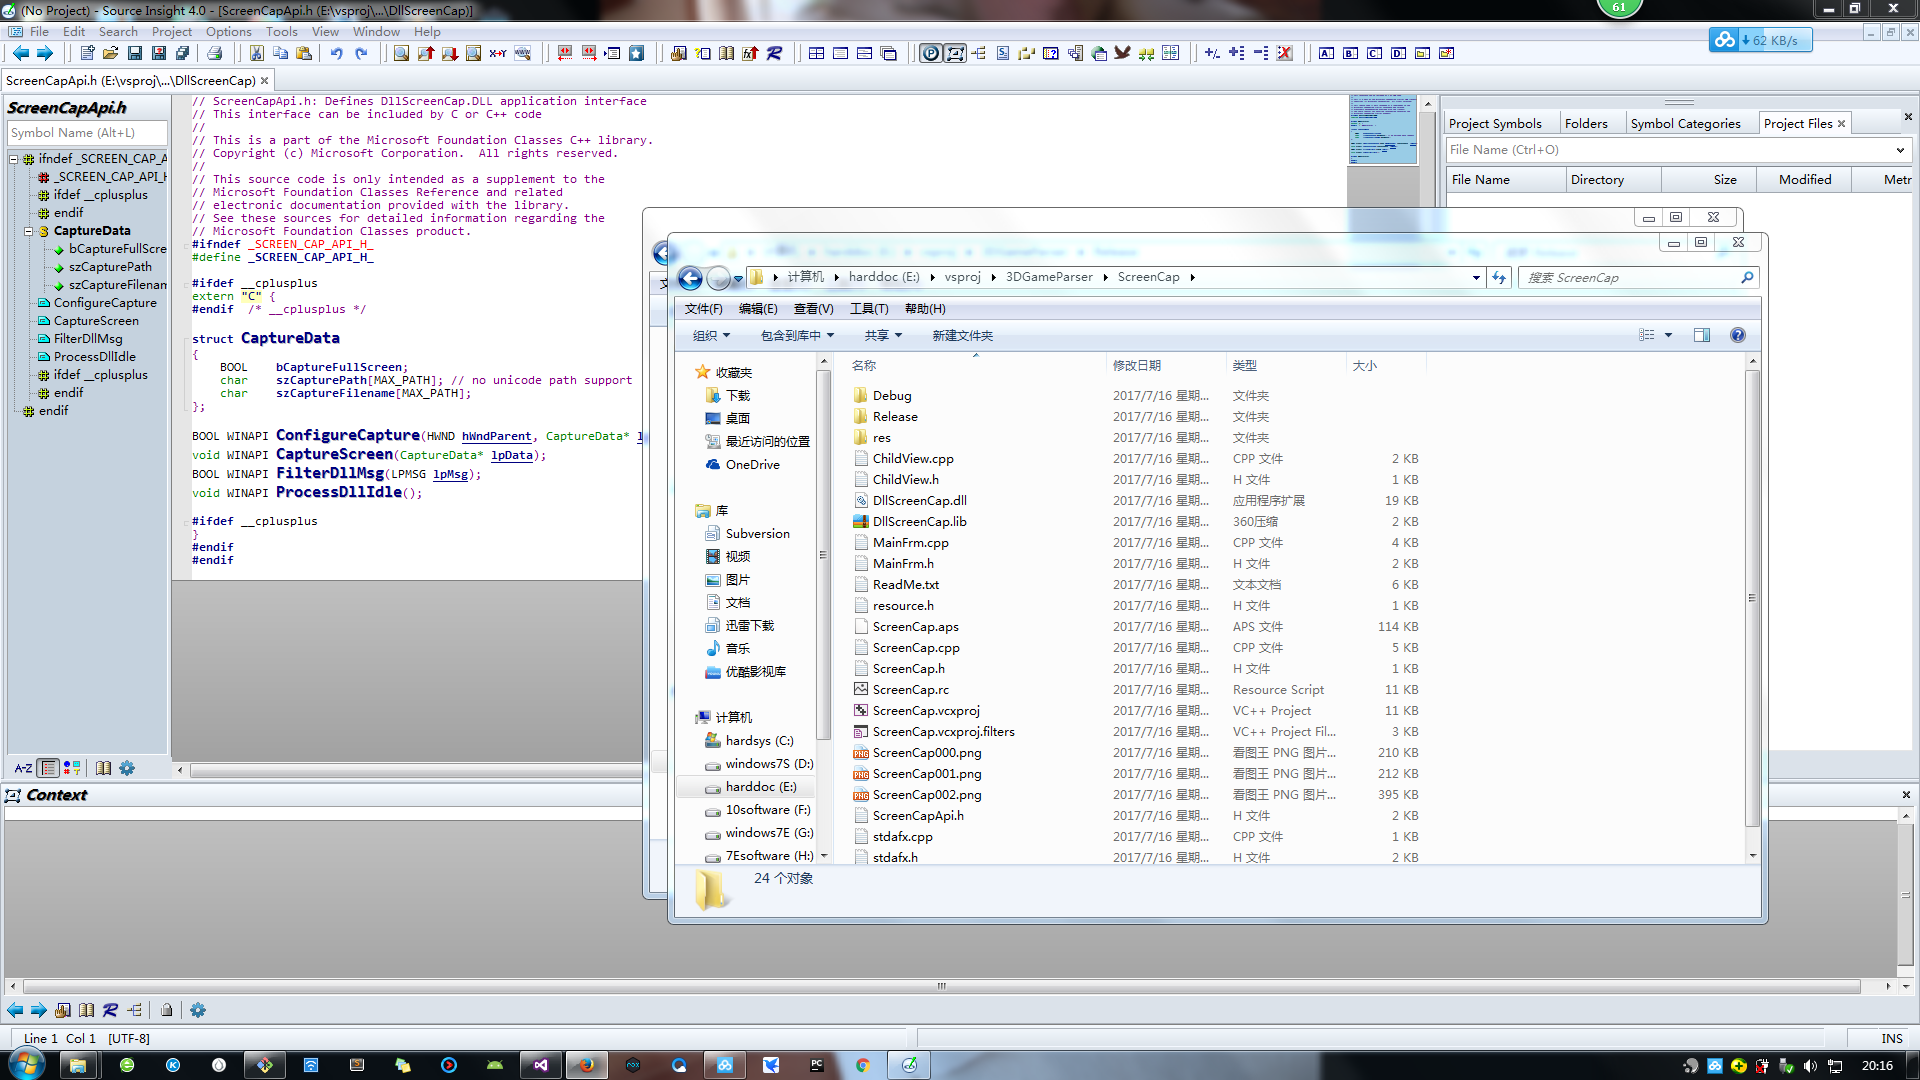 (No Project) - Source Insight 4.0 - [ScreenCapApi.h (E:\vsproj\...\DllScreenCap)]
61
File Edit Search Project Options Tools View Window Help
62 KB/s
ScreenCapApi.h (E:\vsproj\...\DllScreenCap)
ScreenCapApi.h
Symbol Name (Alt+L)
ifndef _SCREEN_CAP_A
_SCREEN_CAP_API_H
ifdef __cplusplus
endif
CaptureData
bCaptureFullScre
szCapturePath
szCaptureFilenam
ConfigureCapture
CaptureScreen
FilterDllMsg
ProcessDllIdle
ifdef __cplusplus
endif
endif
A-Z
// ScreenCapApi.h: Defines DllScreenCap.DLL application interface
// This interface can be included by C or C++ code
//
// This is a part of the Microsoft Foundation Classes C++ library.
// Copyright (c) Microsoft Corporation.  All rights reserved.
//
// This source code is only intended as a supplement to the
// Microsoft Foundation Classes Reference and related
// electronic documentation provided with the library.
// See these sources for detailed information regarding the
// Microsoft Foundation Classes product.
#ifndef _SCREEN_CAP_API_H_
#define _SCREEN_CAP_API_H_
#ifdef __cplusplus
extern "C" {
#endif  /* __cplusplus */
struct CaptureData
{
BOOL    bCaptureFullScreen;
char    szCapturePath[MAX_PATH]; // no unicode path support
char    szCaptureFilename[MAX_PATH];
};
BOOL WINAPI ConfigureCapture(HWND hWndParent, CaptureData* l
void WINAPI CaptureScreen(CaptureData* lpData);
BOOL WINAPI FilterDllMsg(LPMSG lpMsg);
void WINAPI ProcessDllIdle();
#ifdef __cplusplus
}
#endif
#endif
Project Symbols Folders Symbol Categories Project Files
File Name (Ctrl+O)
File Name Directory Size Modified Metr
计算机 harddoc (E:) vsproj 3DGameParser ScreenCap
搜索 ScreenCap
文件(F) 编辑(E) 查看(V) 工具(T) 帮助(H)
组织 包含到库中 共享 新建文件夹
收藏夹
下载
桌面
最近访问的位置
OneDrive
库
Subversion
视频
图片
文档
迅雷下载
音乐
优酷影视库
计算机
hardsys (C:)
windows7S (D:)
harddoc (E:)
10software (F:)
windows7E (G:)
7Esoftware (H:)
名称 修改日期 类型 大小
Debug 2017/7/16 星期... 文件夹
Release 2017/7/16 星期... 文件夹
res 2017/7/16 星期... 文件夹
ChildView.cpp 2017/7/16 星期... CPP 文件 2 KB
ChildView.h 2017/7/16 星期... H 文件 1 KB
DllScreenCap.dll 2017/7/16 星期... 应用程序扩展 19 KB
DllScreenCap.lib 2017/7/16 星期... 360压缩 2 KB
MainFrm.cpp 2017/7/16 星期... CPP 文件 4 KB
MainFrm.h 2017/7/16 星期... H 文件 2 KB
ReadMe.txt 2017/7/16 星期... 文本文档 6 KB
resource.h 2017/7/16 星期... H 文件 1 KB
ScreenCap.aps 2017/7/16 星期... APS 文件 114 KB
ScreenCap.cpp 2017/7/16 星期... CPP 文件 5 KB
ScreenCap.h 2017/7/16 星期... H 文件 1 KB
ScreenCap.rc 2017/7/16 星期... Resource Script 11 KB
ScreenCap.vcxproj 2017/7/16 星期... VC++ Project 11 KB
ScreenCap.vcxproj.filters 2017/7/16 星期... VC++ Project Fil... 3 KB
ScreenCap000.png 2017/7/16 星期... 看图王 PNG 图片... 210 KB
ScreenCap001.png 2017/7/16 星期... 看图王 PNG 图片... 212 KB
ScreenCap002.png 2017/7/16 星期... 看图王 PNG 图片... 395 KB
ScreenCapApi.h 2017/7/16 星期... H 文件 2 KB
stdafx.cpp 2017/7/16 星期... CPP 文件 1 KB
stdafx.h 2017/7/16 星期... H 文件 2 KB
24 个对象
Context
Line 1 Col 1 [UTF-8]
INS
20:16